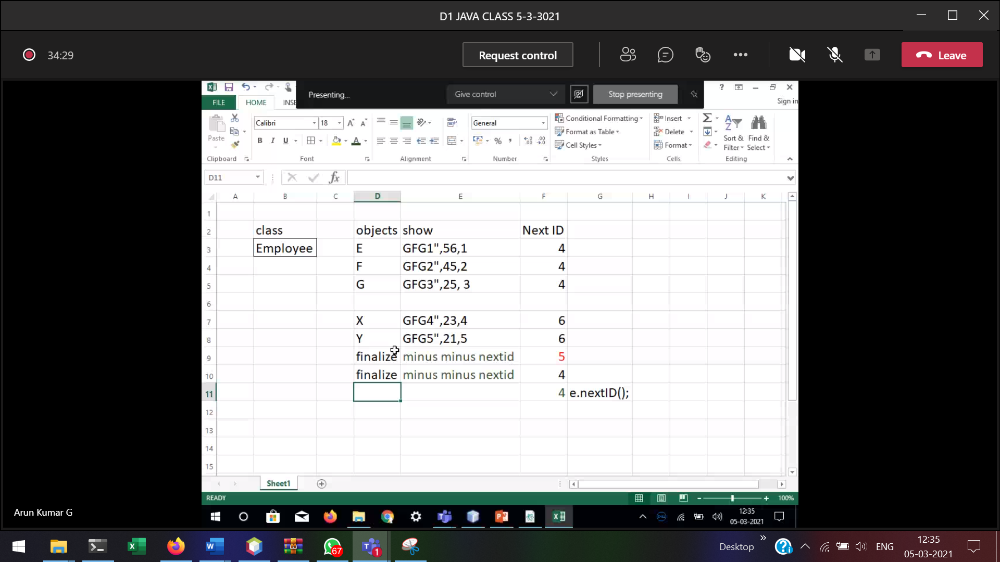 D1 JAVA CLASS 5-3-3021
34:29
Request control
Leave
Presenting...
Give control
Stop presenting
Sign in
FILE
HOME
INSE
Calibri
18
General
Conditional Formatting
Format as Table
Cell Styles
Insert
Delete
Format
Sort &
Filter
Find &
Select
Paste
B I U
A
%
Clipboard
Font
Alignment
Number
Styles
Cells
Editing
D11
fx
A B C D E F G H I J K
1
2 class objects show Next ID
3 Employee E GFG1",56,1 4
4 F GFG2",45,2 4
5 G GFG3",25, 3 4
6
7 X GFG4",23,4 6
8 Y GFG5",21,5 6
9 finalize minus minus nextid 5
10 finalize minus minus nextid 4
11 4 e.nextID();
12
13
14
15
Sheet1
READY
100%
Arun Kumar G
12:35
05-03-2021
67
1
Desktop
ENG
12:35
05-03-2021